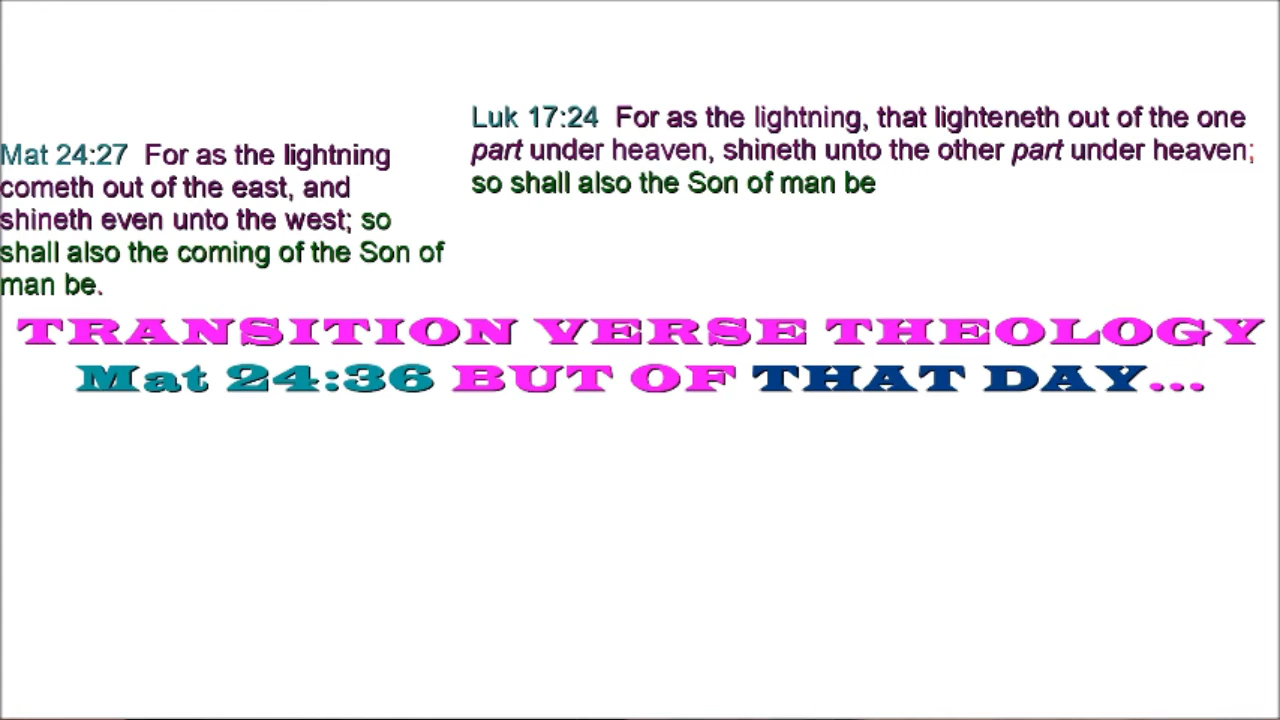 Mat 24:27 For as the lightning
cometh out of the east, and
shineth even unto the west; so
shall also the coming of the Son of
man be.
Luk 17:24 For as the lightning, that lighteneth out of the one
part under heaven, shineth unto the other part under heaven;
so shall also the Son of man be
TRANSITION VERSE THEOLOGY
Mat 24:36 BUT OF THAT DAY...